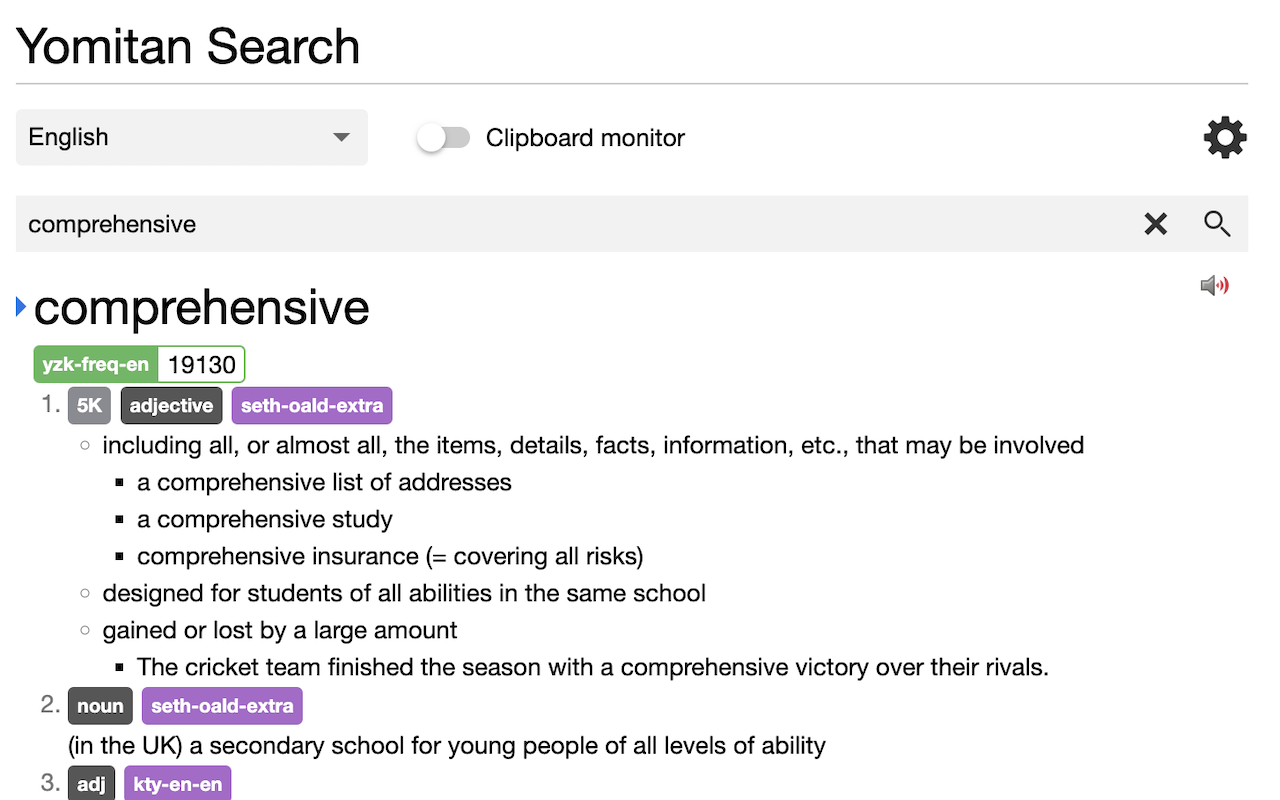 Yomitan Search
English
Clipboard monitor
comprehensive
comprehensive
yzk-freq-en 19130
1. 5K adjective seth-oald-extra
including all, or almost all, the items, details, facts, information, etc., that may be involved
a comprehensive list of addresses
a comprehensive study
comprehensive insurance (= covering all risks)
designed for students of all abilities in the same school
gained or lost by a large amount
The cricket team finished the season with a comprehensive victory over their rivals.
2. noun seth-oald-extra
(in the UK) a secondary school for young people of all levels of ability
3. adj kty-en-en